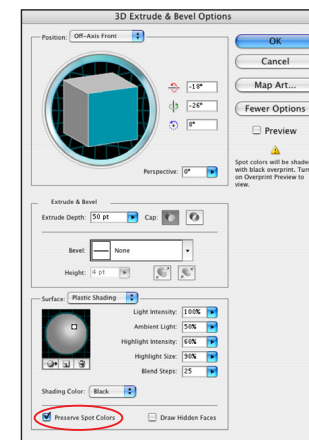 3D Extrude & Bevel Options
Position: Off-Axis Front
OK
Cancel
Map Art...
Fewer Options
Preview
Spot colors will be shaded
with black overprint. Turn
on Overprint Preview to
view.
-18°
-26°
8°
Perspective: 0°
Extrude & Bevel
Extrude Depth: 50 pt Cap:
Bevel: None
Height: 4 pt
Surface: Plastic Shading
Light Intensity: 100%
Ambient Light: 50%
Highlight Intensity: 60%
Highlight Size: 90%
Blend Steps: 25
Shading Color: Black
Preserve Spot Colors Draw Hidden Faces